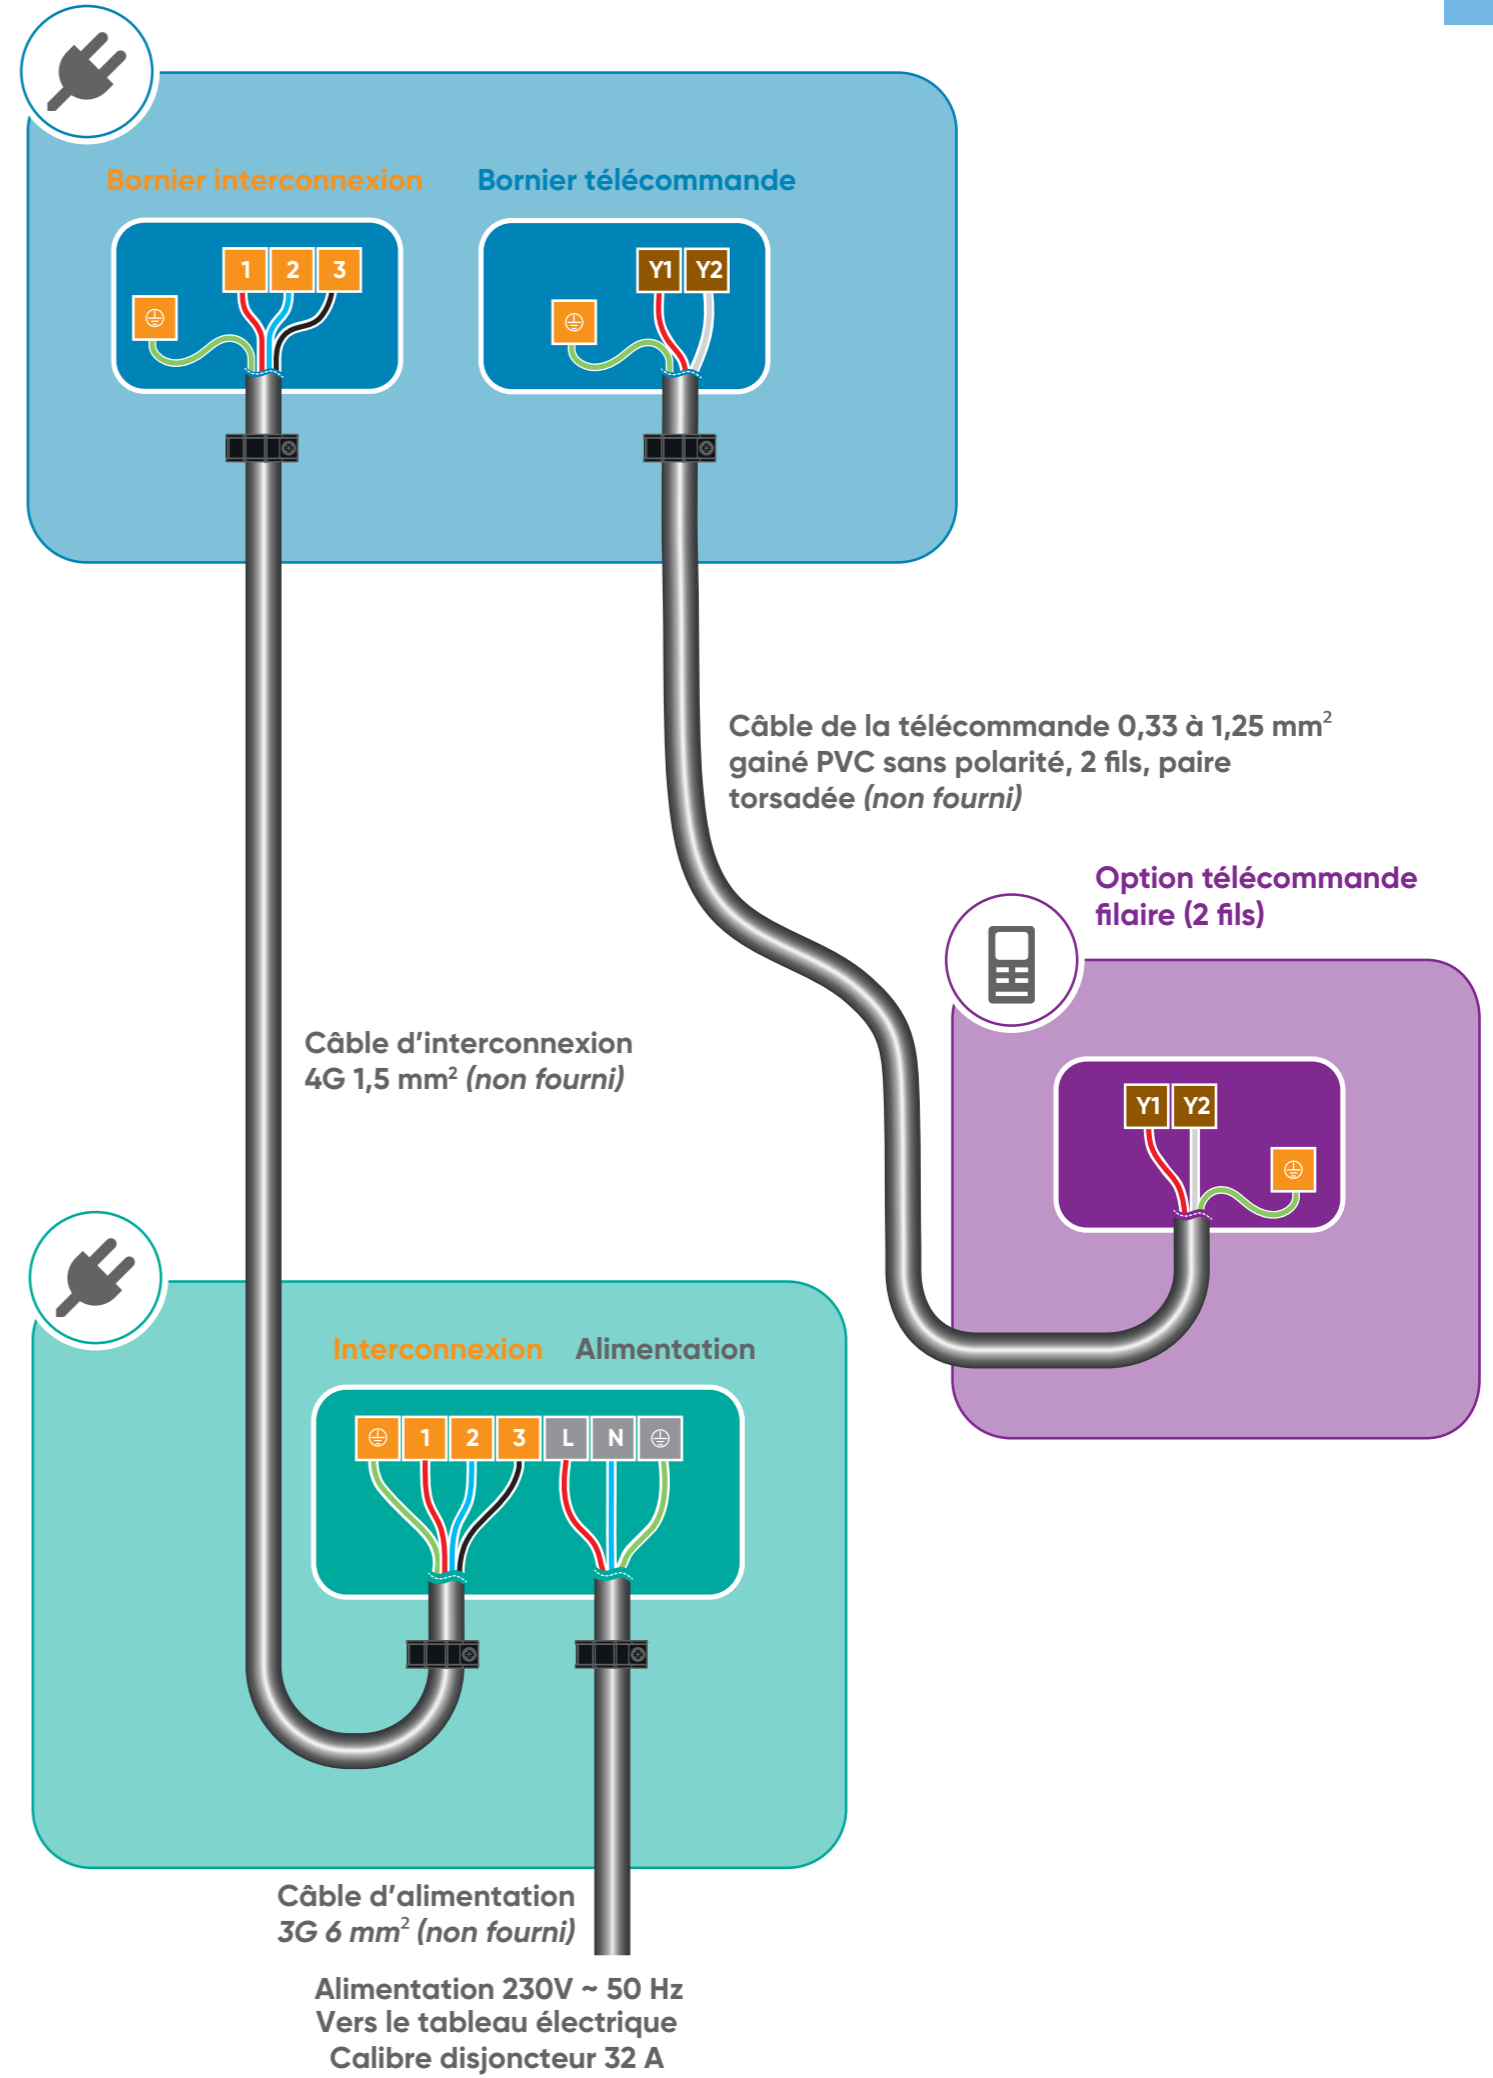 Bornier interconnexion
Bornier télécommande
1 2 3
Y1 Y2
Câble de la télécommande 0,33 à 1,25 mm²
gainé PVC sans polarité, 2 fils, paire
torsadée (non fourni)
Option télécommande
filaire (2 fils)
Câble d’interconnexion
4G 1,5 mm² (non fourni)
Y1 Y2
Interconnexion
Alimentation
1 2 3 L N
Câble d’alimentation
3G 6 mm² (non fourni)
Alimentation 230V ~ 50 Hz
Vers le tableau électrique
Calibre disjoncteur 32 A